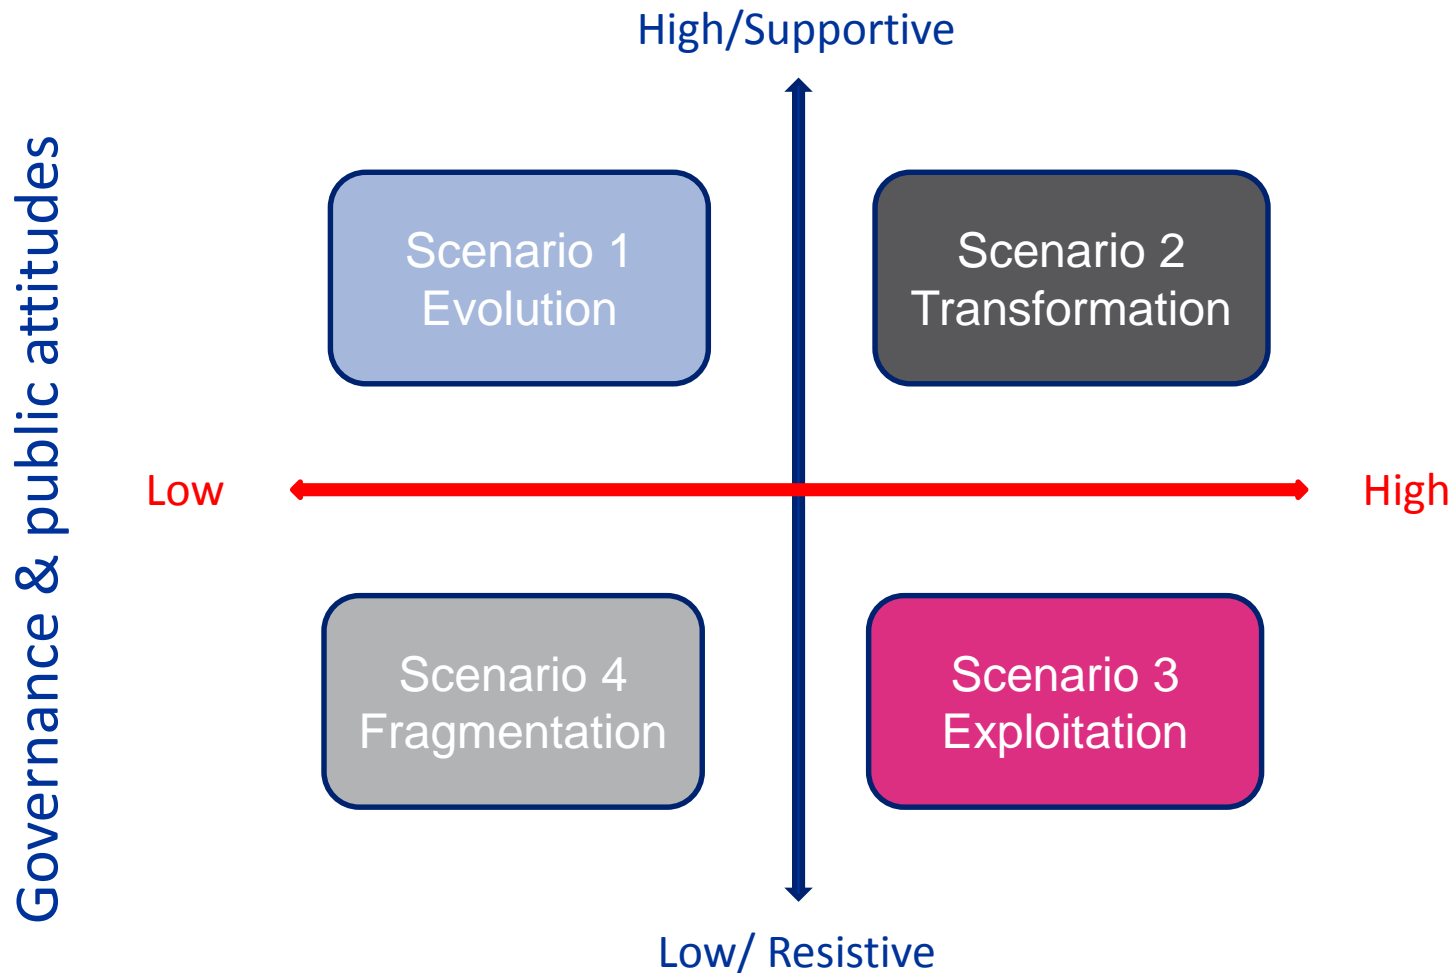 High/Supportive
Governance & public attitudes
Scenario 1
Evolution
Scenario 2
Transformation
Low
High
Scenario 4
Fragmentation
Scenario 3
Exploitation
Low/ Resistive